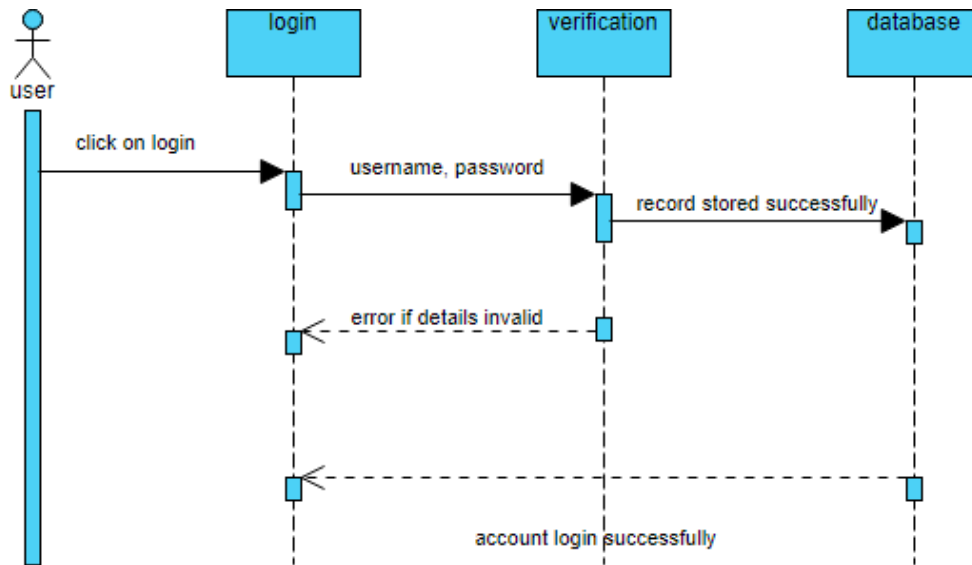 login
verification
database
user
click on login
username, password
record stored successfully
error if details invalid
account login successfully